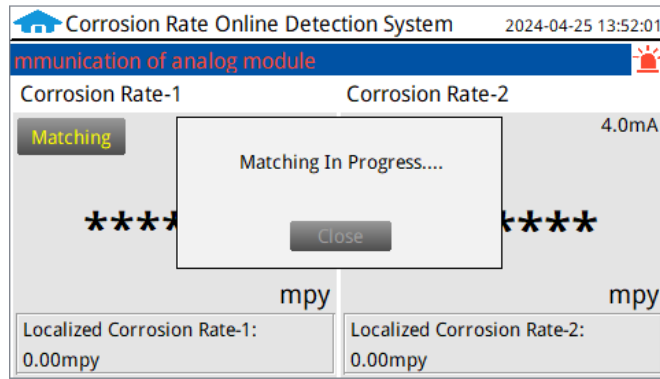 Corrosion Rate Online Detection System 2024-04-25 13:52:01
mmunication of analog module
Corrosion Rate-1 Corrosion Rate-2
Matching 4.0mA
Matching In Progress....
**** ****
Close
mpy mpy
Localized Corrosion Rate-1: Localized Corrosion Rate-2:
0.00mpy 0.00mpy